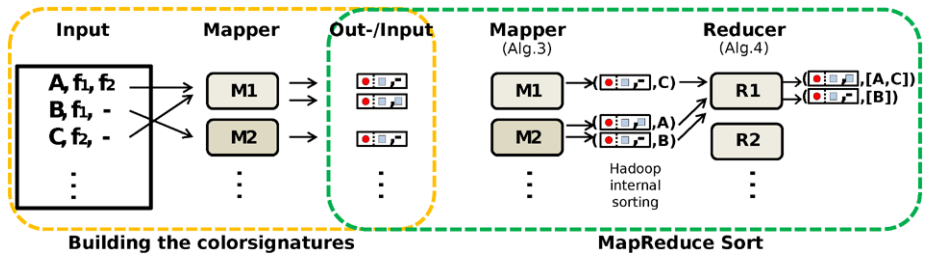 Input Mapper Out-/Input Mapper Reducer
(Alg.3) (Alg.4)
A, f1, f2
B, f1, -
C, f2, -
M1
M2
-
-
-
M1
M2
( - ,C)
( - ,A)
( - ,B)
Hadoop
internal
sorting
R1
R2
( ,[A,C])
( - ,[B])
Building the colorsignatures
MapReduce Sort